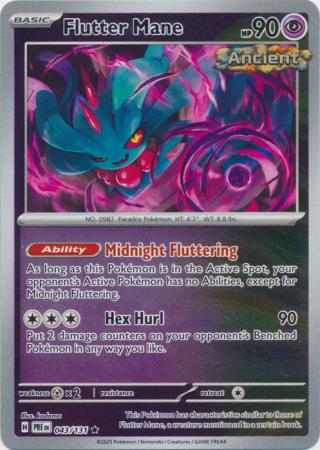 BASIC
Flutter Mane
HP 90
Ancient
NO. 0987 Paradox Pokémon HT: 4'7" WT: 8.8 lbs.
Ability Midnight Fluttering
As long as this Pokémon is in the Active Spot, your
opponent's Active Pokémon has no Abilities, except for
Midnight Fluttering.
Hex Hurl 90
Put 2 damage counters on your opponent's Benched
Pokémon in any way you like.
weakness x2 resistance retreat
Illus. kodama
H PRE EN 043/131 ★
This Pokémon has characteristics similar to those of
Flutter Mane, a creature mentioned in a certain book.
©2025 Pokémon / Nintendo / Creatures / GAME FREAK